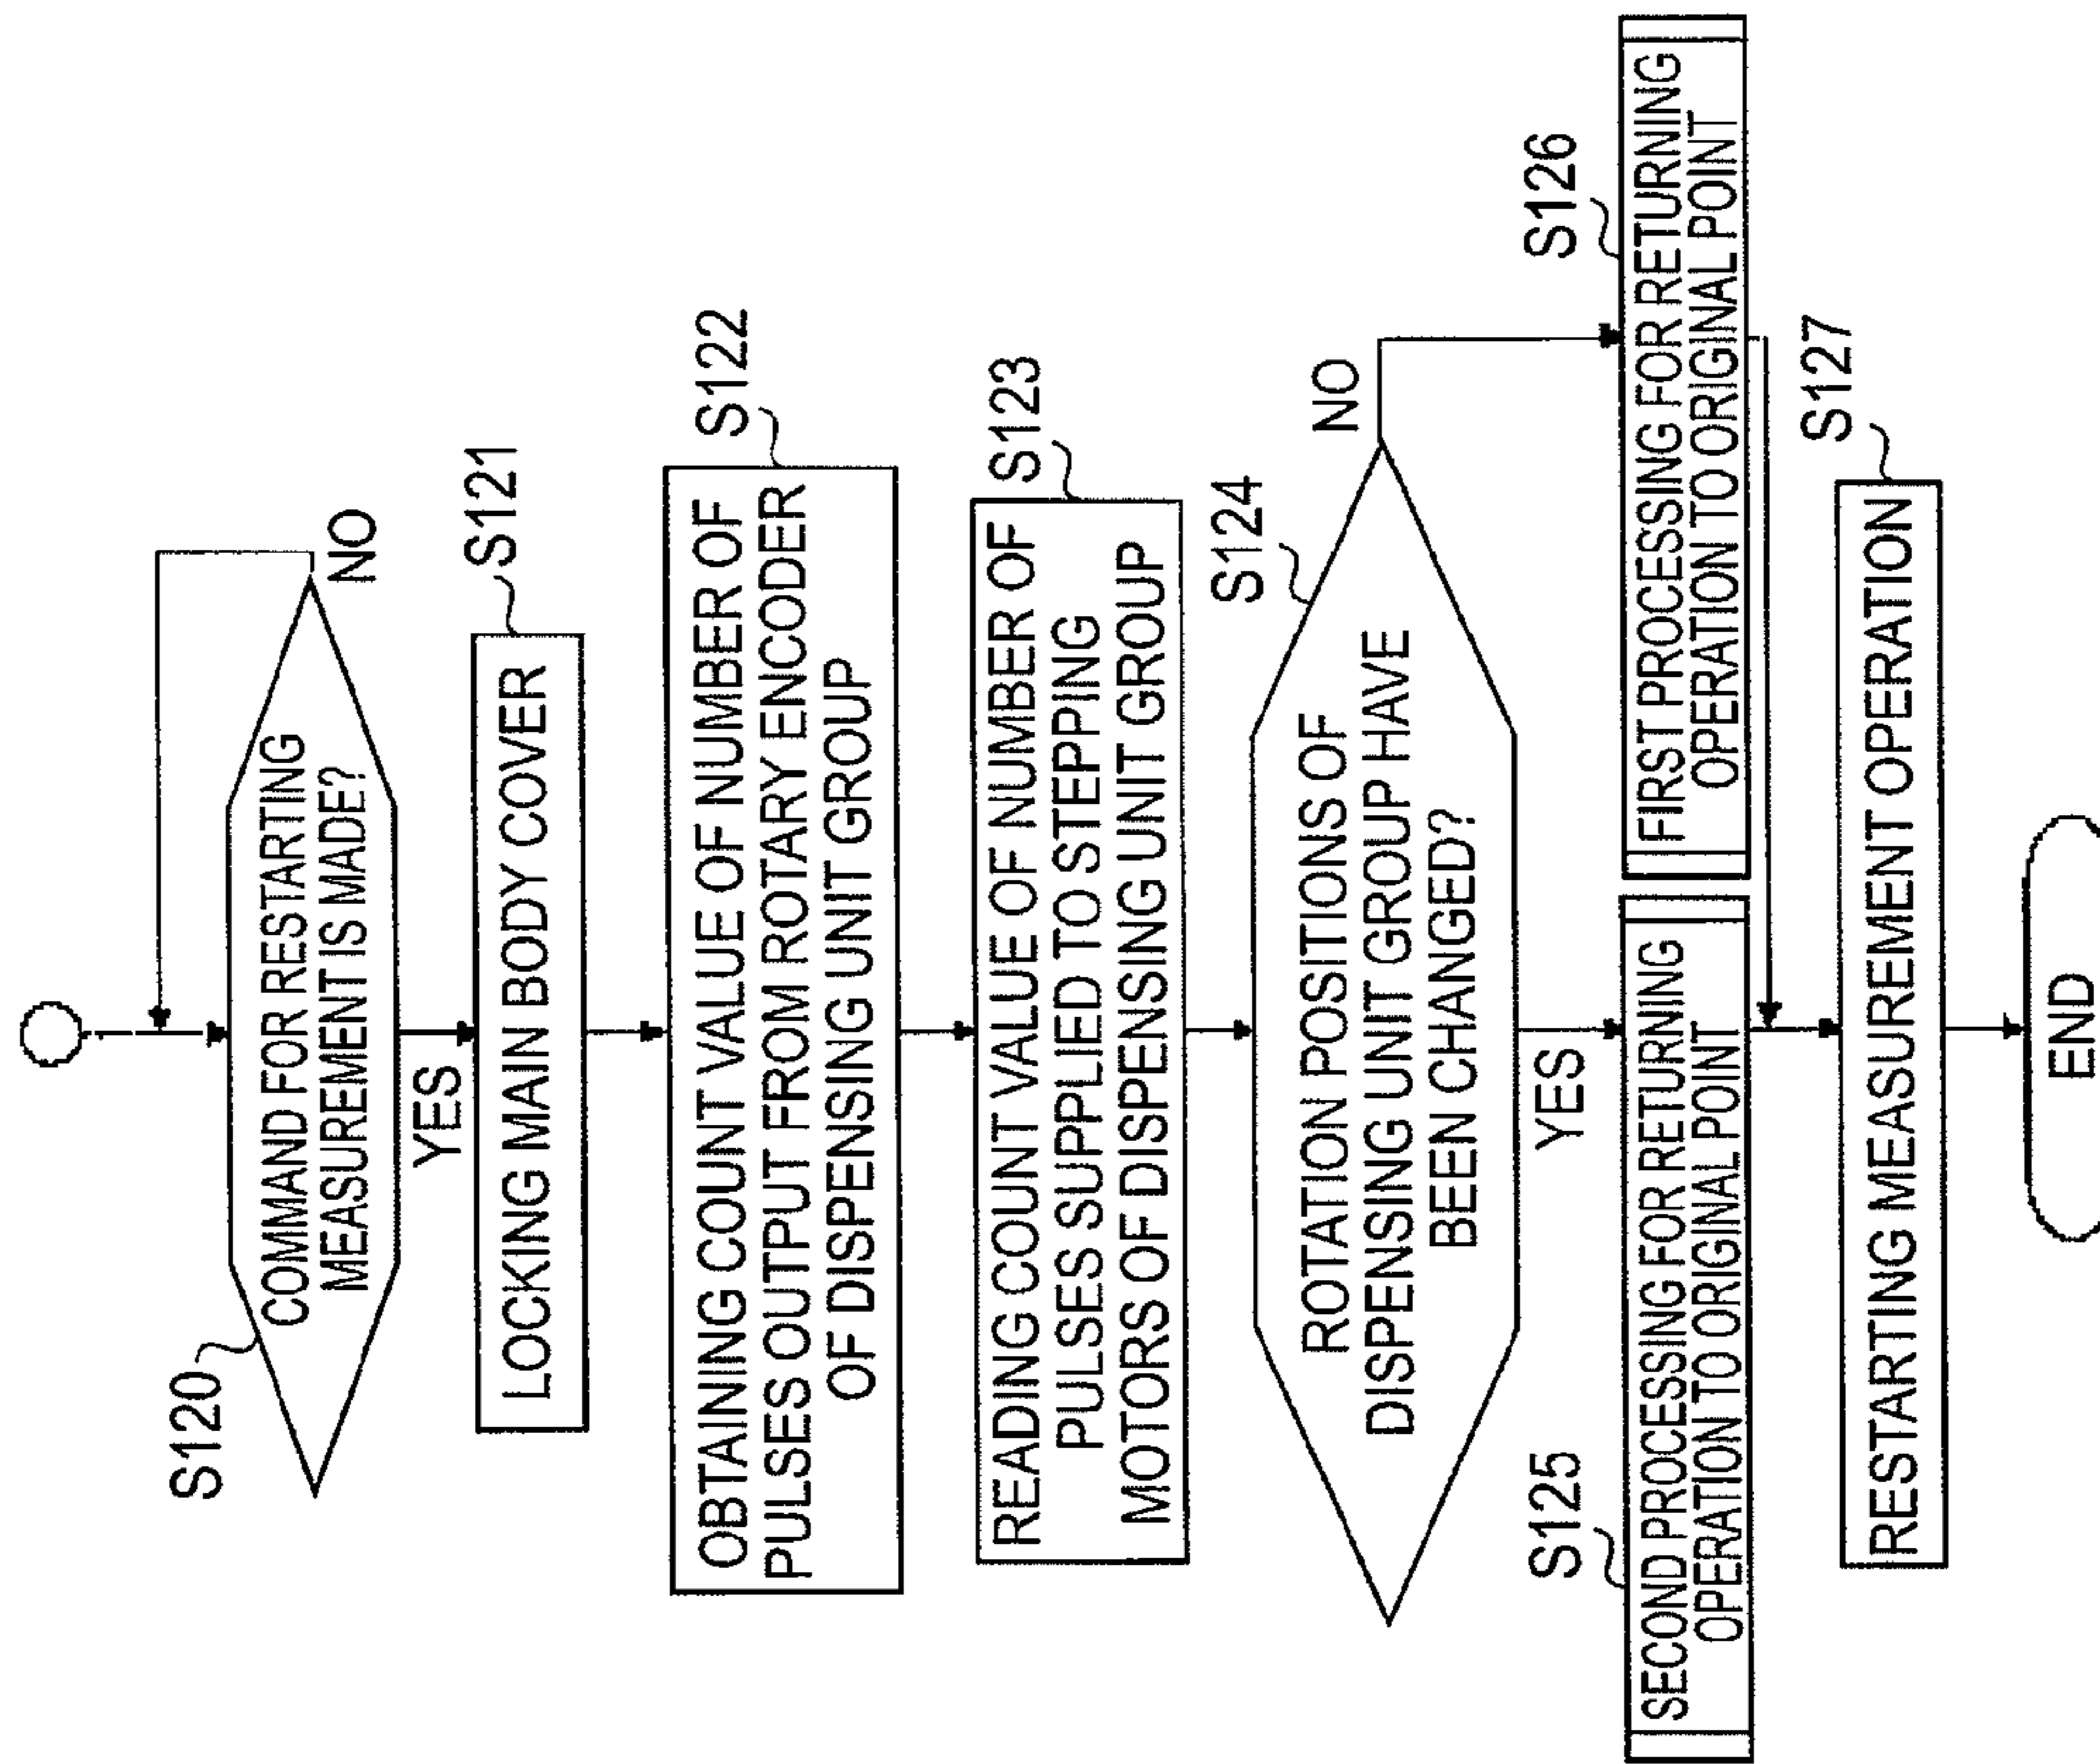 S120
COMMAND FOR RESTARTING
MEASUREMENT IS MADE?
NO
YES
S121
LOCKING MAIN BODY COVER
S122
OBTAINING COUNT VALUE OF NUMBER OF
PULSES OUTPUT FROM ROTARY ENCODER
OF DISPENSING UNIT GROUP
S123
READING COUNT VALUE OF NUMBER OF
PULSES SUPPLIED TO STEPPING
MOTORS OF DISPENSING UNIT GROUP
S124
ROTATION POSITIONS OF
DISPENSING UNIT GROUP HAVE
BEEN CHANGED?
NO
YES
S125
SECOND PROCESSING FOR RETURNING
OPERATION TO ORIGINAL POINT
S126
FIRST PROCESSING FOR RETURNING
OPERATION TO ORIGINAL POINT
S127
RESTARTING MEASUREMENT OPERATION
END